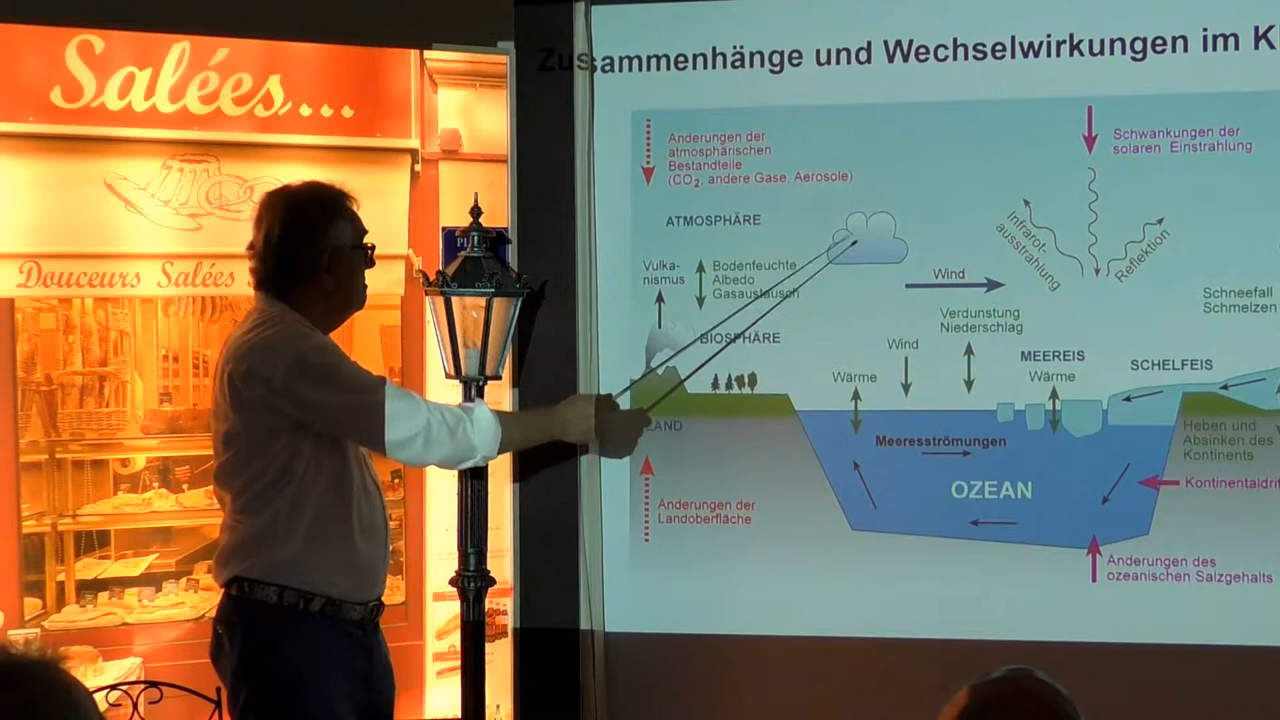 Salées...
Douceurs Salées
Zusammenhänge und Wechselwirkungen im K
Änderungen der
atmosphärischen
Bestandteile
(CO2, andere Gase, Aerosole)
Schwankungen der
solaren Einstrahlung
ATMOSPHÄRE
Infrarot-
ausstrahlung
Reflektion
Vulka-
nismus
Bodenfeuchte
Albedo
Gasaustausch
Wind
Schneefall
Schmelzen
Verdunstung
Niederschlag
BIOSPHÄRE
Wind
MEEREIS
Wärme
SCHELFEIS
Wärme
LAND
Meeresströmungen
Heben und
Absinken des
Kontinents
OZEAN
Kontinentaldrif
Änderungen der
Landoberfläche
Änderungen des
ozeanischen Salzgehalts